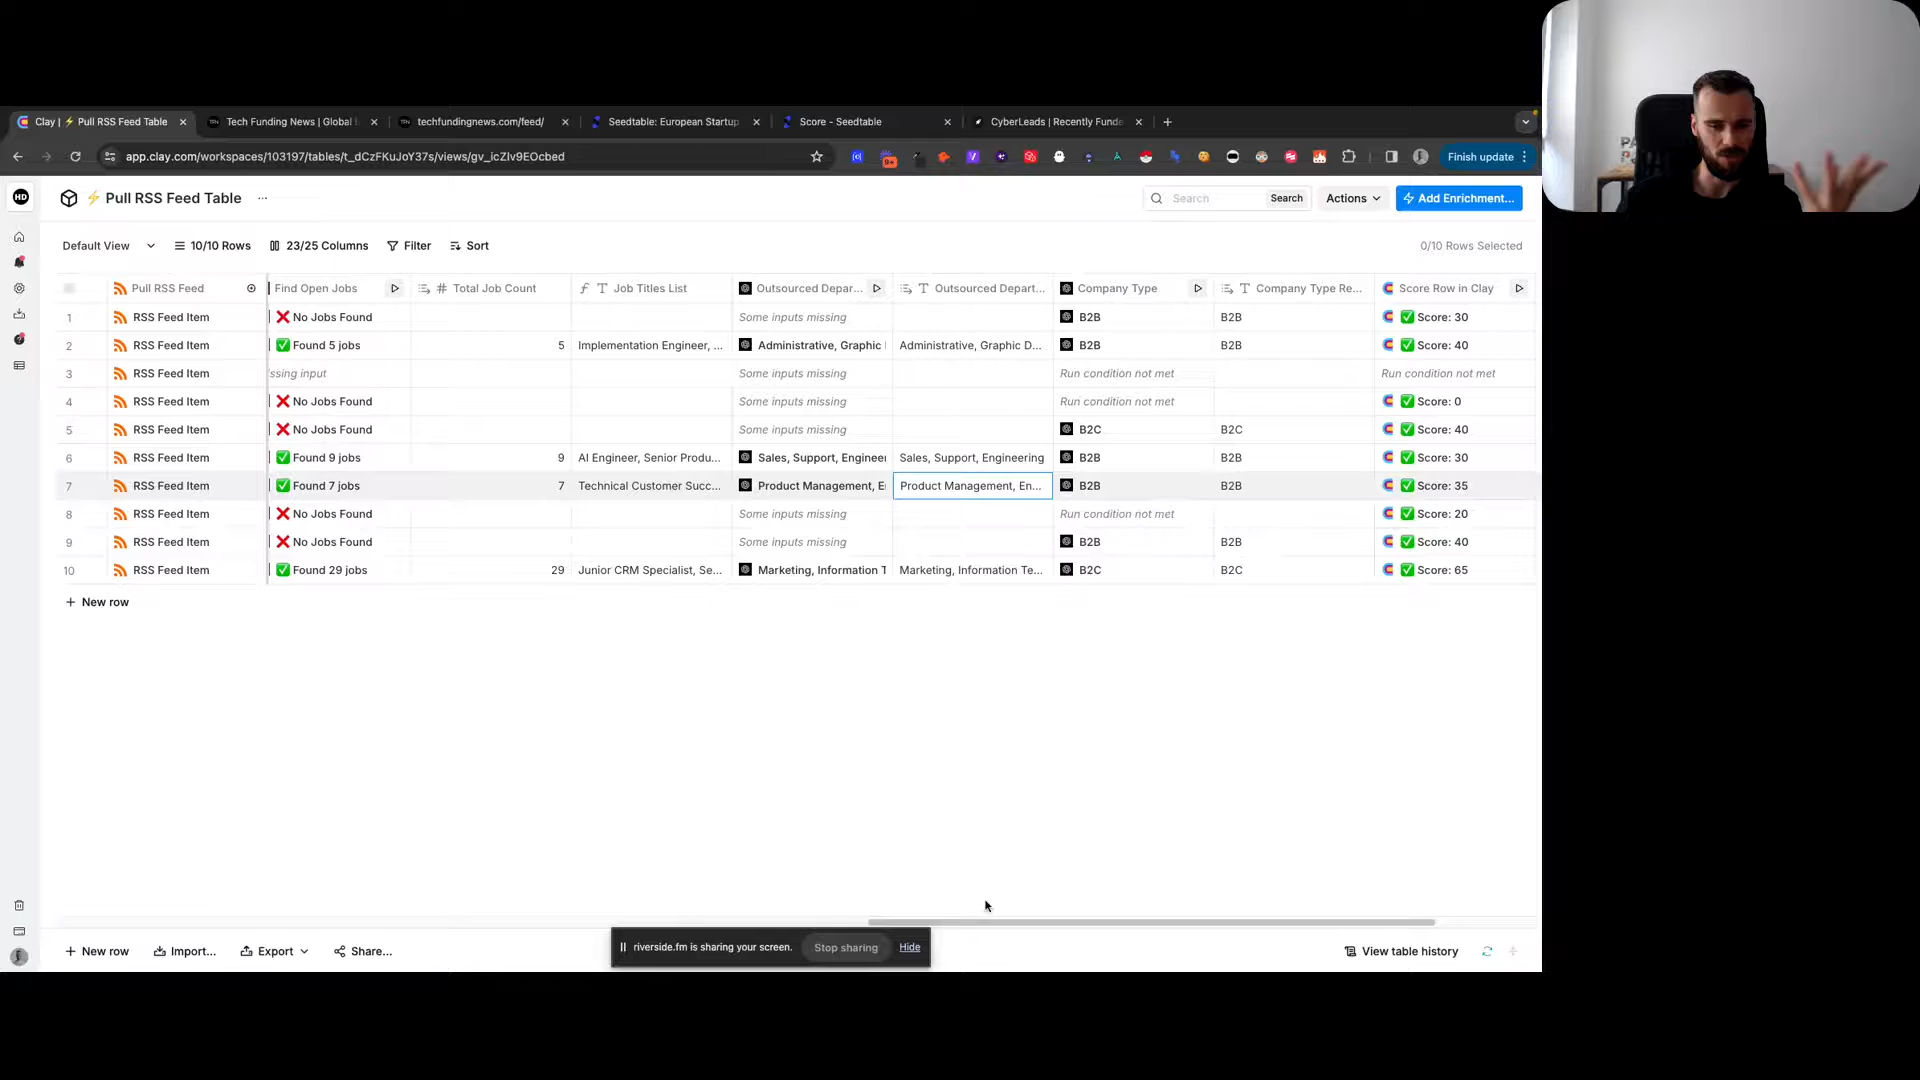 Clay | ⚡ Pull RSS Feed Table
Tech Funding News | Global
techfundingnews.com/feed/
Seedtable: European Startup
Score - Seedtable
CyberLeads | Recently Funde
app.clay.com/workspaces/103197/tables/t_dCzFKuJoY37s/views/gv_icZIv9EOcbed
9+
Finish update
HD
⚡ Pull RSS Feed Table ...
Search Search
Actions
Add Enrichment...
Default View 10/10 Rows 23/25 Columns Filter Sort
0/10 Rows Selected
Pull RSS Feed Find Open Jobs # Total Job Count T Job Titles List Outsourced Depar... T Outsourced Depart... Company Type T Company Type Re... Score Row in Clay
1 RSS Feed Item ❌ No Jobs Found Some inputs missing B2B B2B ✅ Score: 30
2 RSS Feed Item ✅ Found 5 jobs 5 Implementation Engineer, ... Administrative, Graphic Administrative, Graphic D... B2B B2B ✅ Score: 40
3 RSS Feed Item ssing input Some inputs missing Run condition not met Run condition not met
4 RSS Feed Item ❌ No Jobs Found Some inputs missing Run condition not met ✅ Score: 0
5 RSS Feed Item ❌ No Jobs Found Some inputs missing B2C B2C ✅ Score: 40
6 RSS Feed Item ✅ Found 9 jobs 9 AI Engineer, Senior Produ... Sales, Support, Engineer Sales, Support, Engineering B2B B2B ✅ Score: 30
7 RSS Feed Item ✅ Found 7 jobs 7 Technical Customer Succ... Product Management, E Product Management, En... B2B B2B ✅ Score: 35
8 RSS Feed Item ❌ No Jobs Found Some inputs missing Run condition not met ✅ Score: 20
9 RSS Feed Item ❌ No Jobs Found Some inputs missing B2B B2B ✅ Score: 40
10 RSS Feed Item ✅ Found 29 jobs 29 Junior CRM Specialist, Se... Marketing, Information T Marketing, Information Te... B2C B2C ✅ Score: 65
+ New row
+ New row Import... Export Share...
riverside.fm is sharing your screen. Stop sharing Hide
View table history